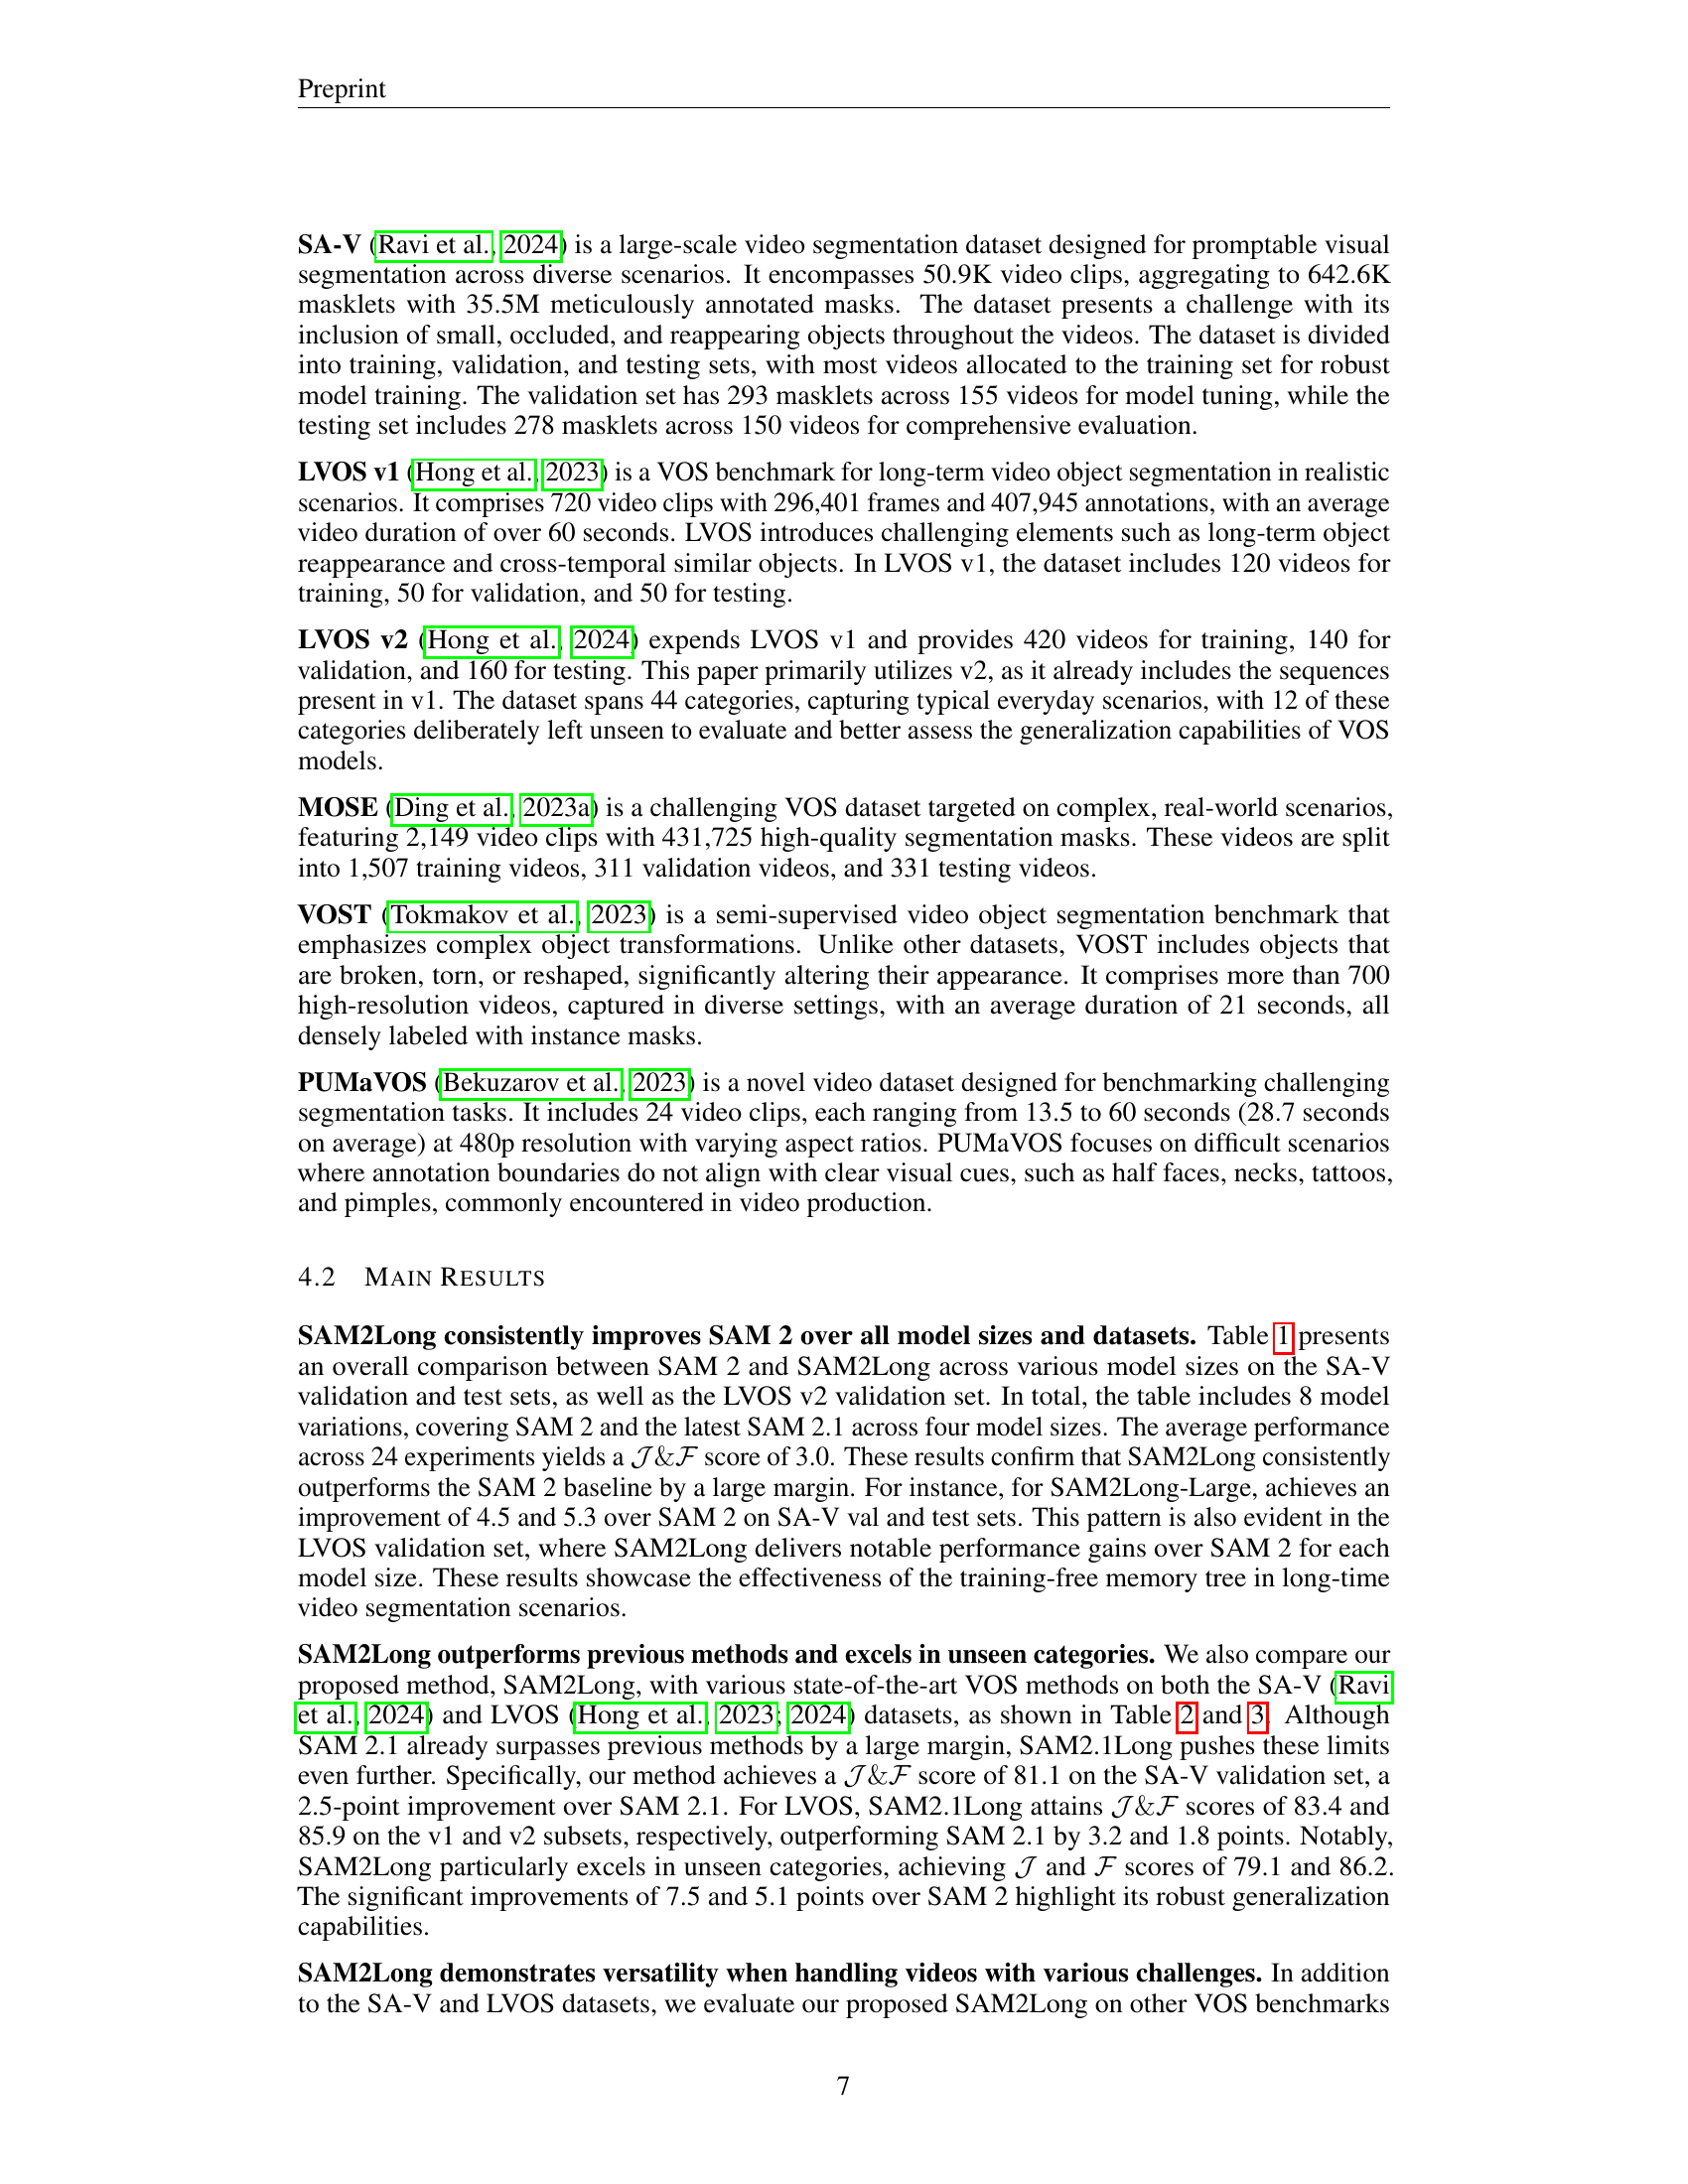 Preprint
SA-V (Ravi et al., 2024) is a large-scale video segmentation dataset designed for promptable visual
segmentation across diverse scenarios. It encompasses 50.9K video clips, aggregating to 642.6K
masklets with 35.5M meticulously annotated masks. The dataset presents a challenge with its
inclusion of small, occluded, and reappearing objects throughout the videos. The dataset is divided
into training, validation, and testing sets, with most videos allocated to the training set for robust
model training. The validation set has 293 masklets across 155 videos for model tuning, while the
testing set includes 278 masklets across 150 videos for comprehensive evaluation.
LVOS v1 (Hong et al., 2023) is a VOS benchmark for long-term video object segmentation in realistic
scenarios. It comprises 720 video clips with 296,401 frames and 407,945 annotations, with an average
video duration of over 60 seconds. LVOS introduces challenging elements such as long-term object
reappearance and cross-temporal similar objects. In LVOS v1, the dataset includes 120 videos for
training, 50 for validation, and 50 for testing.
LVOS v2 (Hong et al., 2024) expends LVOS v1 and provides 420 videos for training, 140 for
validation, and 160 for testing. This paper primarily utilizes v2, as it already includes the sequences
present in v1. The dataset spans 44 categories, capturing typical everyday scenarios, with 12 of these
categories deliberately left unseen to evaluate and better assess the generalization capabilities of VOS
models.
MOSE (Ding et al., 2023a) is a challenging VOS dataset targeted on complex, real-world scenarios,
featuring 2,149 video clips with 431,725 high-quality segmentation masks. These videos are split
into 1,507 training videos, 311 validation videos, and 331 testing videos.
VOST (Tokmakov et al., 2023) is a semi-supervised video object segmentation benchmark that
emphasizes complex object transformations. Unlike other datasets, VOST includes objects that
are broken, torn, or reshaped, significantly altering their appearance. It comprises more than 700
high-resolution videos, captured in diverse settings, with an average duration of 21 seconds, all
densely labeled with instance masks.
PUMaVOS (Bekuzarov et al., 2023) is a novel video dataset designed for benchmarking challenging
segmentation tasks. It includes 24 video clips, each ranging from 13.5 to 60 seconds (28.7 seconds
on average) at 480p resolution with varying aspect ratios. PUMaVOS focuses on difficult scenarios
where annotation boundaries do not align with clear visual cues, such as half faces, necks, tattoos,
and pimples, commonly encountered in video production.
4.2 MAIN RESULTS
SAM2Long consistently improves SAM 2 over all model sizes and datasets. Table 1 presents
an overall comparison between SAM 2 and SAM2Long across various model sizes on the SA-V
validation and test sets, as well as the LVOS v2 validation set. In total, the table includes 8 model
variations, covering SAM 2 and the latest SAM 2.1 across four model sizes. The average performance
across 24 experiments yields a J&F score of 3.0. These results confirm that SAM2Long consistently
outperforms the SAM 2 baseline by a large margin. For instance, for SAM2Long-Large, achieves an
improvement of 4.5 and 5.3 over SAM 2 on SA-V val and test sets. This pattern is also evident in the
LVOS validation set, where SAM2Long delivers notable performance gains over SAM 2 for each
model size. These results showcase the effectiveness of the training-free memory tree in long-time
video segmentation scenarios.
SAM2Long outperforms previous methods and excels in unseen categories. We also compare our
proposed method, SAM2Long, with various state-of-the-art VOS methods on both the SA-V (Ravi
et al., 2024) and LVOS (Hong et al., 2023; 2024) datasets, as shown in Table 2 and 3. Although
SAM 2.1 already surpasses previous methods by a large margin, SAM2.1Long pushes these limits
even further. Specifically, our method achieves a J&F score of 81.1 on the SA-V validation set, a
2.5-point improvement over SAM 2.1. For LVOS, SAM2.1Long attains J&F scores of 83.4 and
85.9 on the v1 and v2 subsets, respectively, outperforming SAM 2.1 by 3.2 and 1.8 points. Notably,
SAM2Long particularly excels in unseen categories, achieving J and F scores of 79.1 and 86.2.
The significant improvements of 7.5 and 5.1 points over SAM 2 highlight its robust generalization
capabilities.
SAM2Long demonstrates versatility when handling videos with various challenges. In addition
to the SA-V and LVOS datasets, we evaluate our proposed SAM2Long on other VOS benchmarks
7